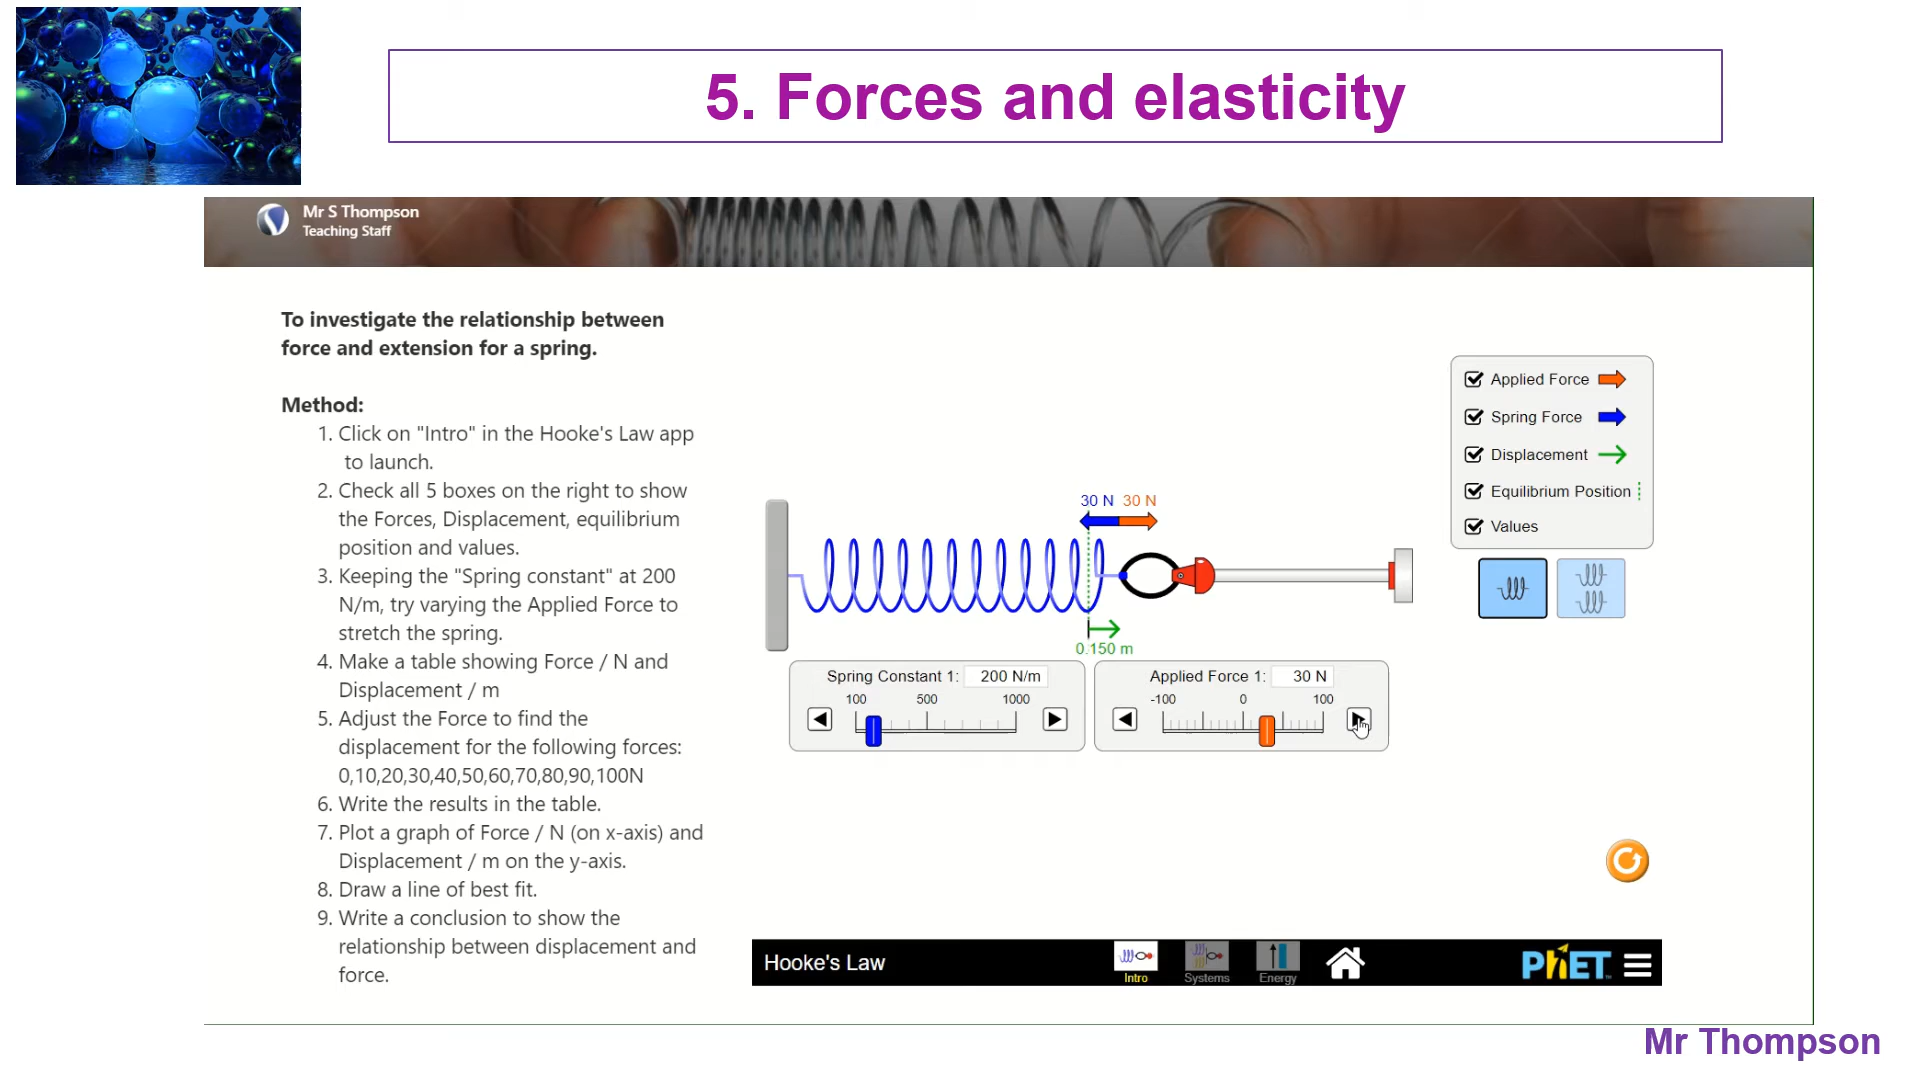 5. Forces and elasticity
Mr S Thompson
Teaching Staff
To investigate the relationship between
force and extension for a spring.
Method:
1. Click on "Intro" in the Hooke's Law app
to launch.
2. Check all 5 boxes on the right to show
the Forces, Displacement, equilibrium
position and values.
3. Keeping the "Spring constant" at 200
N/m, try varying the Applied Force to
stretch the spring.
4. Make a table showing Force / N and
Displacement / m
5. Adjust the Force to find the
displacement for the following forces:
0,10,20,30,40,50,60,70,80,90,100N
6. Write the results in the table.
7. Plot a graph of Force / N (on x-axis) and
Displacement / m on the y-axis.
8. Draw a line of best fit.
9. Write a conclusion to show the
relationship between displacement and
force.
30 N 30 N
0.150 m
Spring Constant 1: 200 N/m
100 500 1000
Applied Force 1: 30 N
-100 0 100
Applied Force
Spring Force
Displacement
Equilibrium Position
Values
Hooke's Law
Intro
Systems
Energy
PhET
Mr Thompson